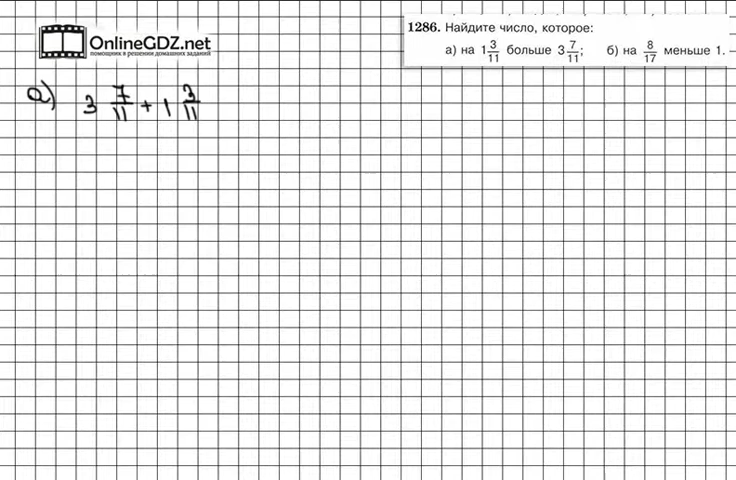 OnlineGDZ.net
помощник в решении домашних заданий
1286. Найдите число, которое:
а) на 1 3/11 больше 3 7/11; б) на 8/17 меньше 1.
а) 3 7/11 + 1 3/11